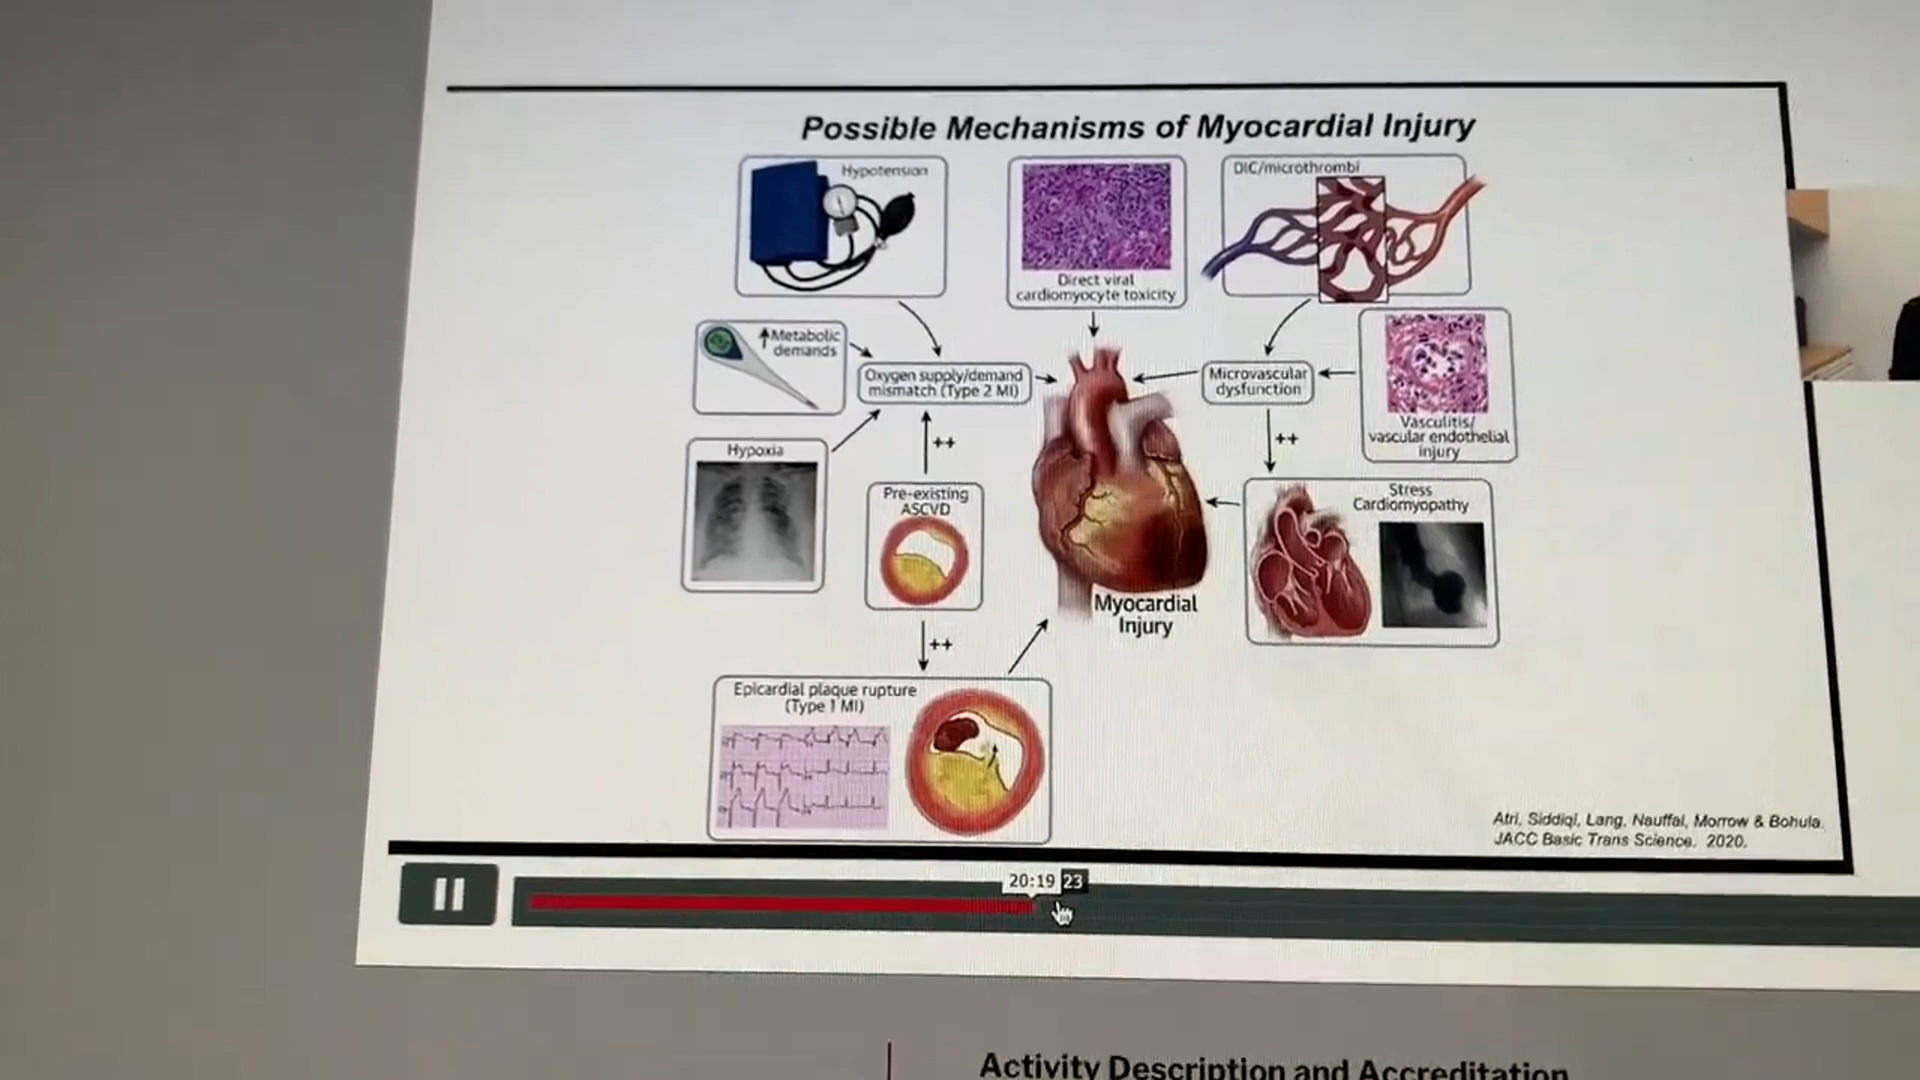 Possible Mechanisms of Myocardial Injury
Hypotension
Direct viral
cardiomyocyte toxicity
DIC/microthrombi
↑Metabolic
demands
Oxygen supply/demand
mismatch (Type 2 MI)
Microvascular
dysfunction
Vasculitis/
vascular endothelial
injury
Hypoxia
++
++
Pre-existing
ASCVD
Stress
Cardiomyopathy
Myocardial
Injury
++
Epicardial plaque rupture
(Type 1 MI)
Atri, Siddiqi, Lang, Nauffal, Morrow & Bohula.
JACC Basic Trans Science. 2020.
20:19 23
Activity Description and Accreditation